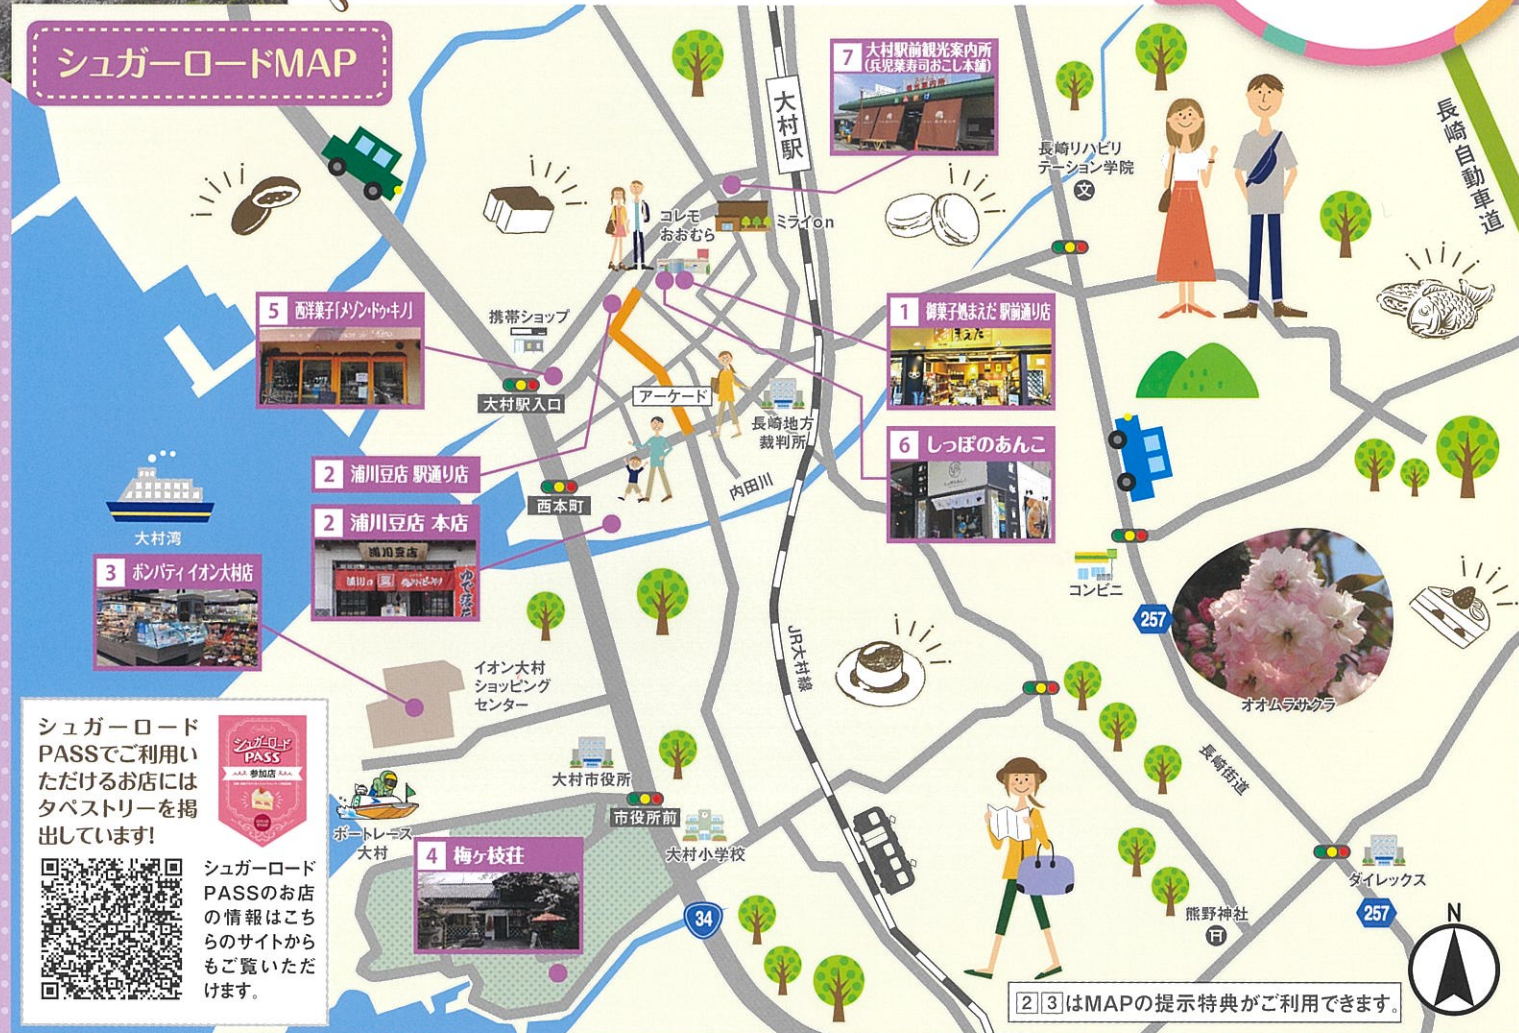 シュガーロードMAP
7 大村駅前観光案内所
(兵児葉寿司おこし本舗)
大村駅
長崎リハビリ
テーション学院
文
長崎自動車道
コレモ
おおむら
ミライon
5 西洋菓子「メゾン・ドゥ・キノ」
携帯ショップ
大村駅入口
1 御菓子処まえだ 駅前通り店
アーケード
長崎地方
裁判所
6 しっぽのあんこ
2 浦川豆店 駅通り店
西本町
内田川
2 浦川豆店 本店
浦川豆店
大村湾
3 ボンパティ イオン大村店
コンビニ
257
オオムラサクラ
イオン大村
ショッピング
センター
JR大村線
長崎街道
シュガーロード
PASSでご利用い
ただけるお店には
タペストリーを掲
出しています!
シュガーロード
PASS
参加店
シュガーロード
PASSのお店
の情報はこち
らのサイトから
もご覧いただ
けます。
大村市役所
市役所前
ボートレース
大村
大村小学校
4 梅ヶ枝荘
34
ダイレックス
257
熊野神社
N
2 3 はMAPの提示特典がご利用できます。